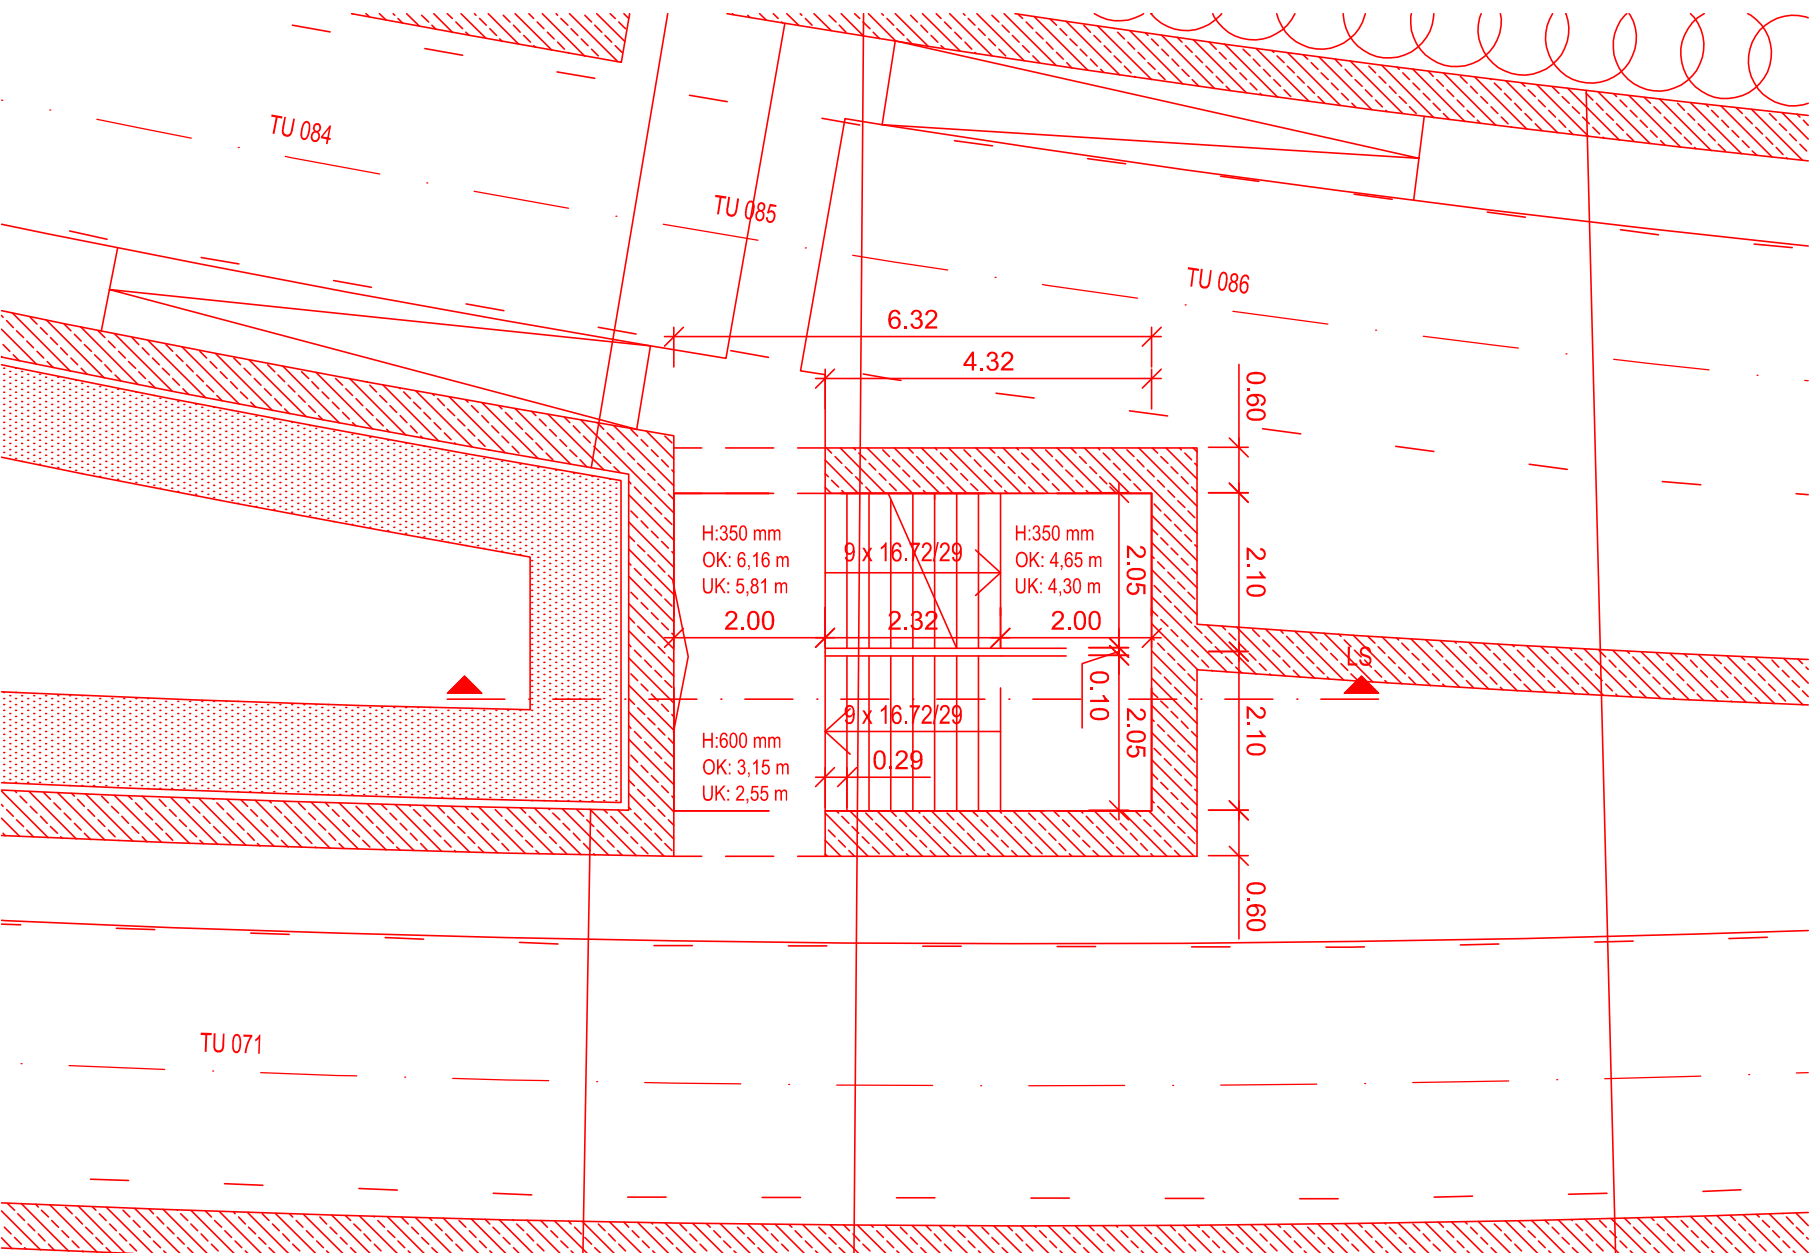 TU 084
TU 085
TU 086
6.32
4.32
0.60
H:350 mm
OK: 6,16 m
UK: 5,81 m
9 x 16.72/29
H:350 mm
OK: 4,65 m
UK: 4,30 m
2.05
2.10
2.00
2.32
2.00
LS
0.10
9 x 16.72/29
2.05
2.10
H:600 mm
OK: 3,15 m
UK: 2,55 m
0.29
0.60
TU 071